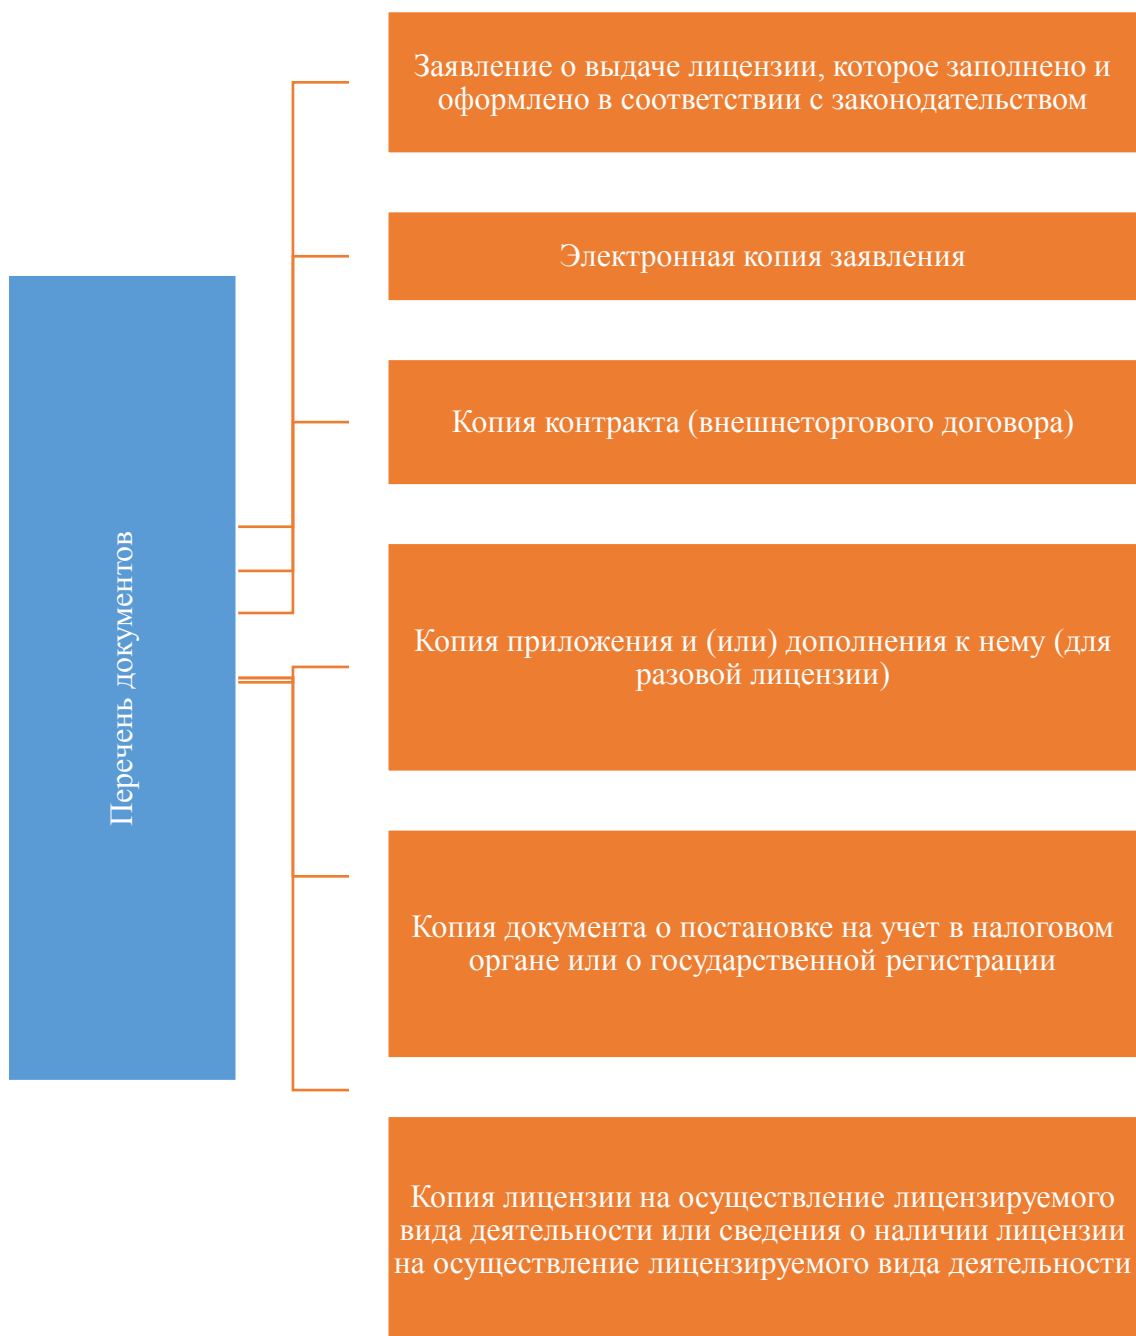 Перечень документов
Заявление о выдаче лицензии, которое заполнено и
оформлено в соответствии с законодательством
Электронная копия заявления
Копия контракта (внешнеторгового договора)
Копия приложения и (или) дополнения к нему (для
разовой лицензии)
Копия документа о постановке на учет в налоговом
органе или о государственной регистрации
Копия лицензии на осуществление лицензируемого
вида деятельности или сведения о наличии лицензии
на осуществление лицензируемого вида деятельности